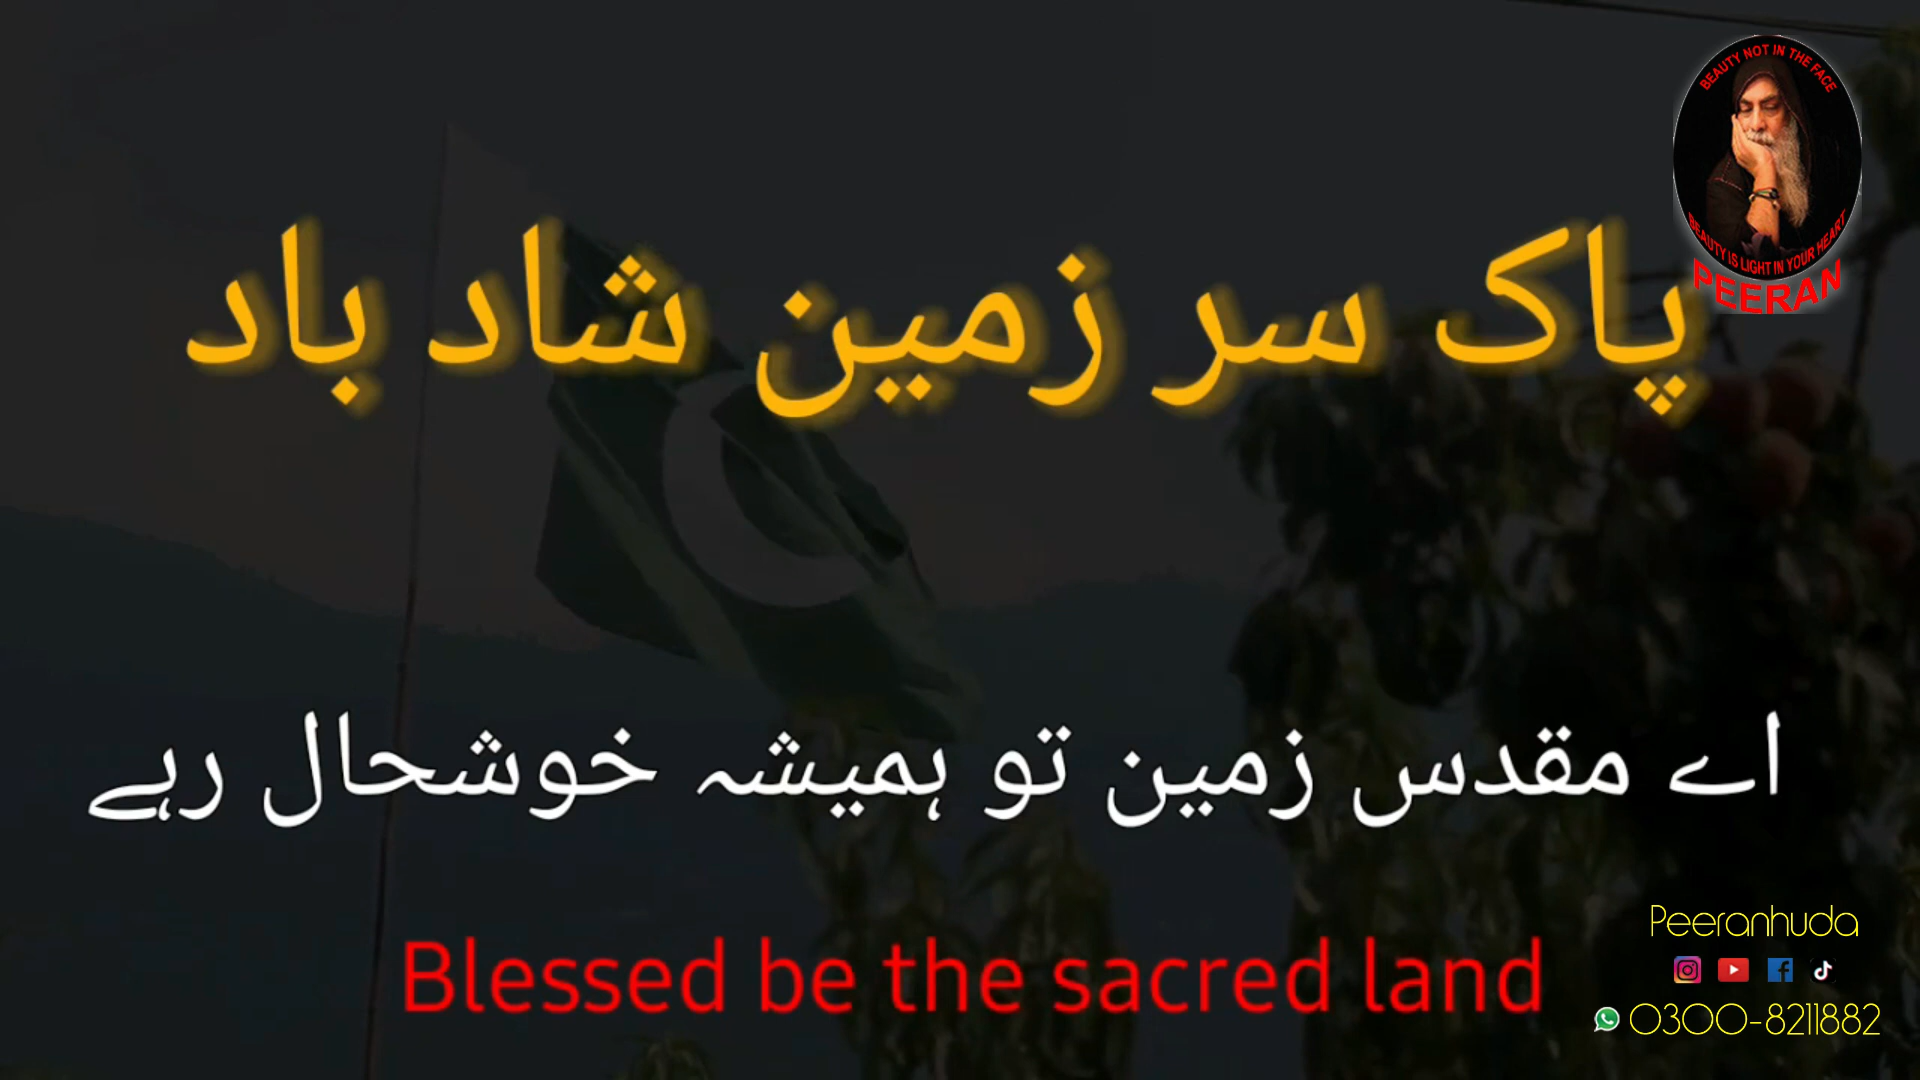 BEAUTY NOT IN THE FACE
BEAUTY IS LIGHT IN YOUR HEART
PEERAN
پاک سر زمین شاد باد
اے مقدس زمین تو ہمیشہ خوشحال رہے
Blessed be the sacred land
Peeranhuda
0300-8211882